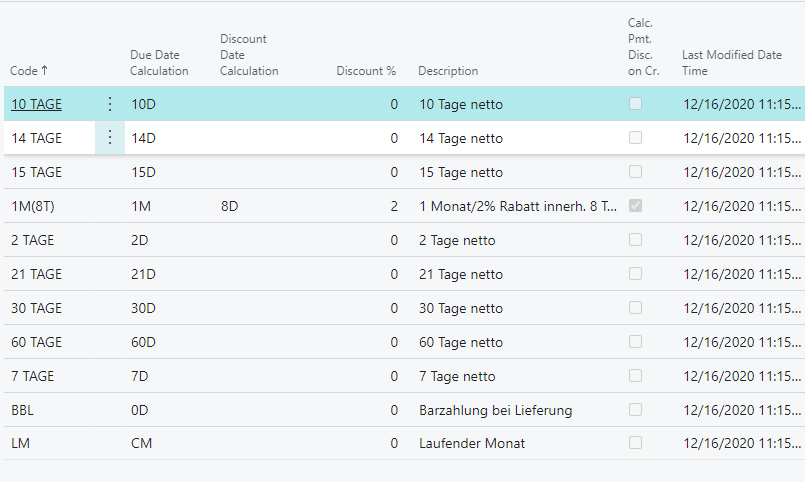 Code ↑ Due Date Calculation Discount Date Calculation Discount % Description Calc. Pmt. Disc. on Cr. Last Modified Date Time
10 TAGE 10D 0 10 Tage netto 12/16/2020 11:15...
14 TAGE 14D 0 14 Tage netto 12/16/2020 11:15...
15 TAGE 15D 0 15 Tage netto 12/16/2020 11:15...
1M(8T) 1M 8D 2 1 Monat/2% Rabatt innerh. 8 T... 12/16/2020 11:15...
2 TAGE 2D 0 2 Tage netto 12/16/2020 11:15...
21 TAGE 21D 0 21 Tage netto 12/16/2020 11:15...
30 TAGE 30D 0 30 Tage netto 12/16/2020 11:15...
60 TAGE 60D 0 60 Tage netto 12/16/2020 11:15...
7 TAGE 7D 0 7 Tage netto 12/16/2020 11:15...
BBL 0D 0 Barzahlung bei Lieferung 12/16/2020 11:15...
LM CM 0 Laufender Monat 12/16/2020 11:15...